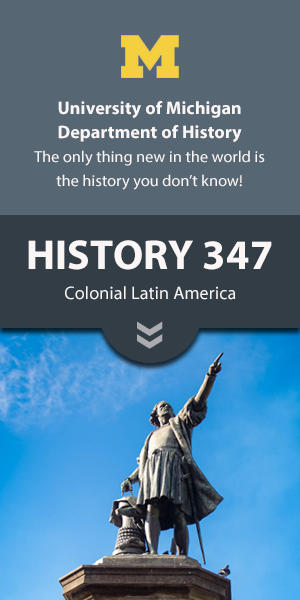 M
University of Michigan
Department of History
The only thing new in the world is
the history you don't know!
HISTORY 347
Colonial Latin America